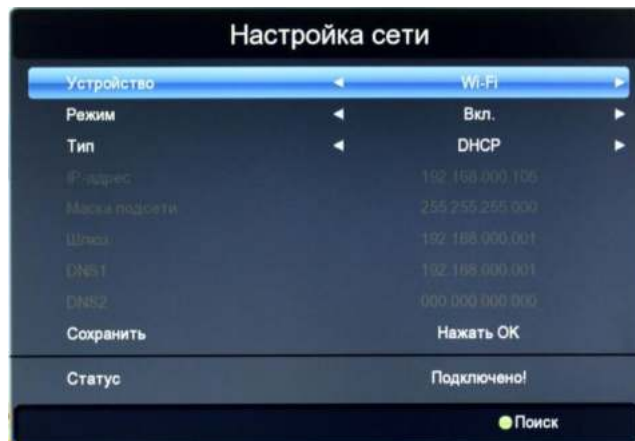 Настройка сети
Устройство Wi-Fi
Режим Вкл.
Тип DHCP
IP-адрес 192.168.000.106
Маска подсети 255.255.255.000
Шлюз 192.168.000.001
DNS1 192.168.000.001
DNS2 000.000.000.000
Сохранить Нажать OK
Статус Подключено!
Поиск